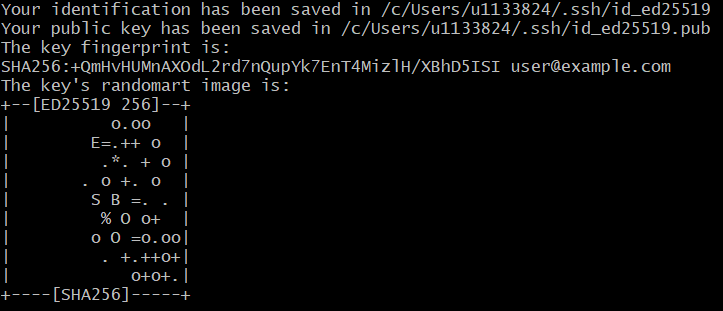 Your identification has been saved in /c/Users/u1133824/.ssh/id_ed25519
Your public key has been saved in /c/Users/u1133824/.ssh/id_ed25519.pub
The key fingerprint is:
SHA256:+QmHvHUMnAXOdL2rd7nQupYk7EnT4MizlH/XBhD5ISI user@example.com
The key's randomart image is:
+--[ED25519 256]--+
|          o.oo   |
|        E=.++ o  |
|         .*. + o |
|       . o +. o  |
|        S B =. . |
|         % O o+  |
|        o O =o.oo|
|         . +.++o+|
|            o+o+.|
+----[SHA256]-----+